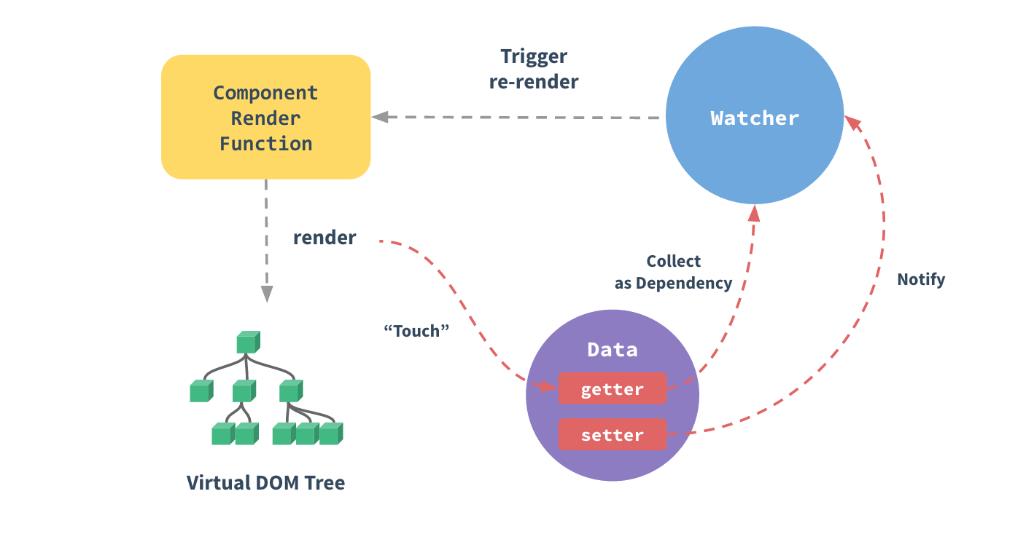 Trigger
re-render
Component
Render
Function
Watcher
render
Collect
as Dependency
Notify
“Touch”
Data
getter
setter
Virtual DOM Tree